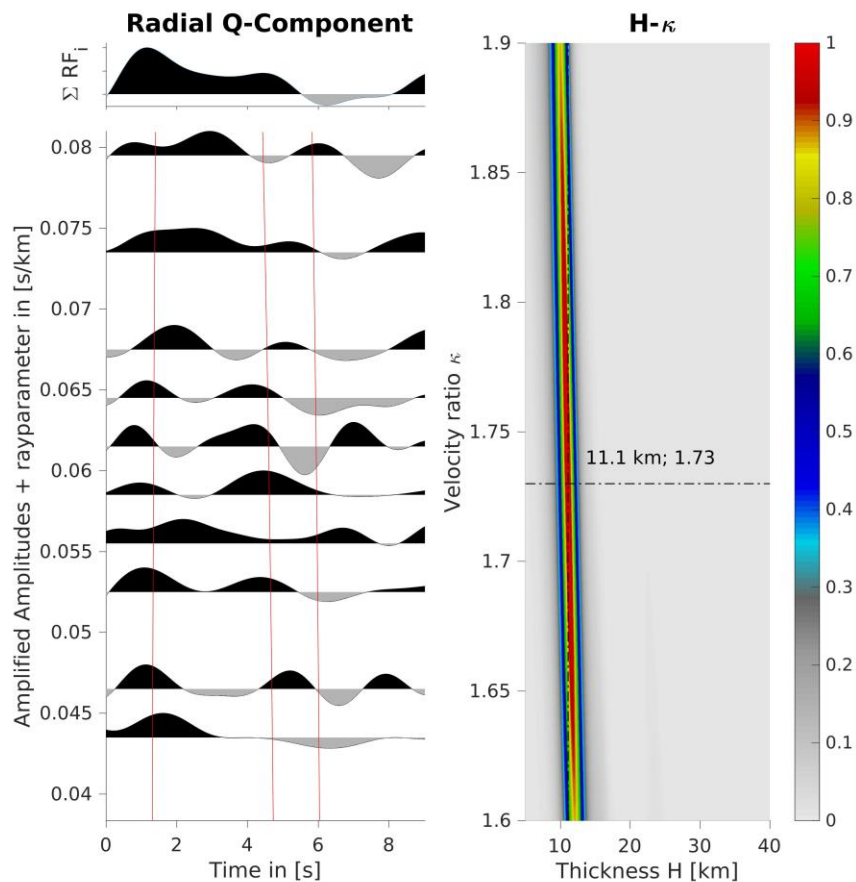 Radial Q-Component
Σ RFi
0.08
0.075
0.07
0.065
0.06
0.055
0.05
0.045
0.04
Amplified Amplitudes + rayparameter in [s/km]
0 2 4 6 8
Time in [s]
H-κ
1.9
1.85
1.8
1.75
1.7
1.65
1.6
Velocity ratio κ
11.1 km; 1.73
10 20 30 40
Thickness H [km]
1
0.9
0.8
0.7
0.6
0.5
0.4
0.3
0.2
0.1
0